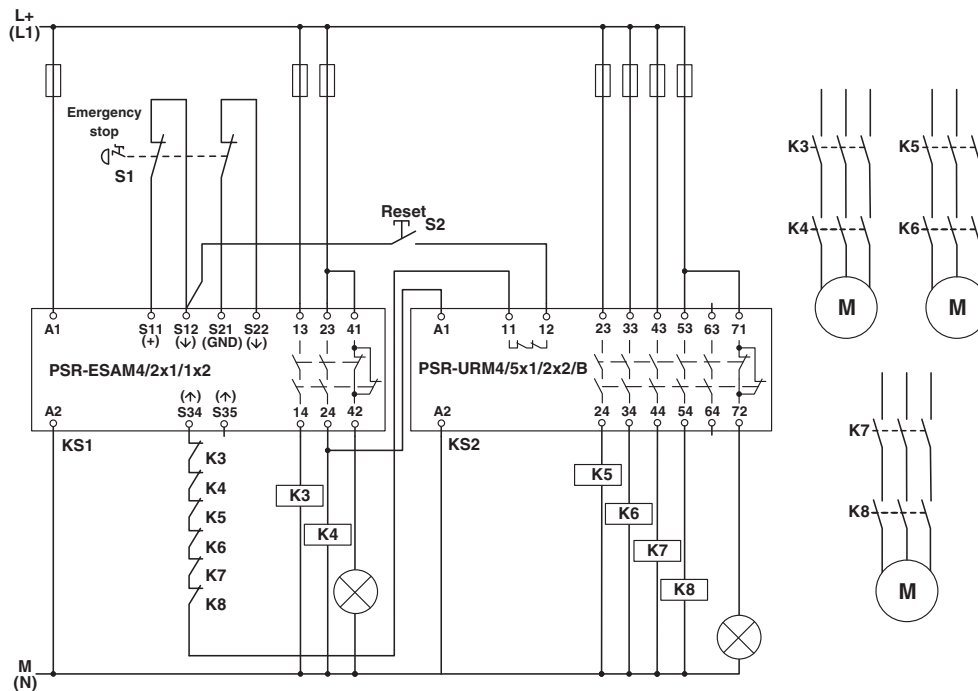 L+
(L1)
Emergency
stop
S1
Reset
S2
K3
K5
K4
K6
M
M
A1
S11
S12
S21
S22
13
23
41
(+)
(↓)
(GND)
(↓)
PSR-ESAM4/2x1/1x2
(↑)
(↑)
A2
S34
S35
14
24
42
KS1
A1
11
12
23
33
43
53
63
71
PSR-URM4/5x1/2x2/B
A2
24
34
44
54
64
72
KS2
K3
K4
K5
K6
K7
K8
K3
K4
K5
K6
K7
K8
K7
K8
M
M
(N)